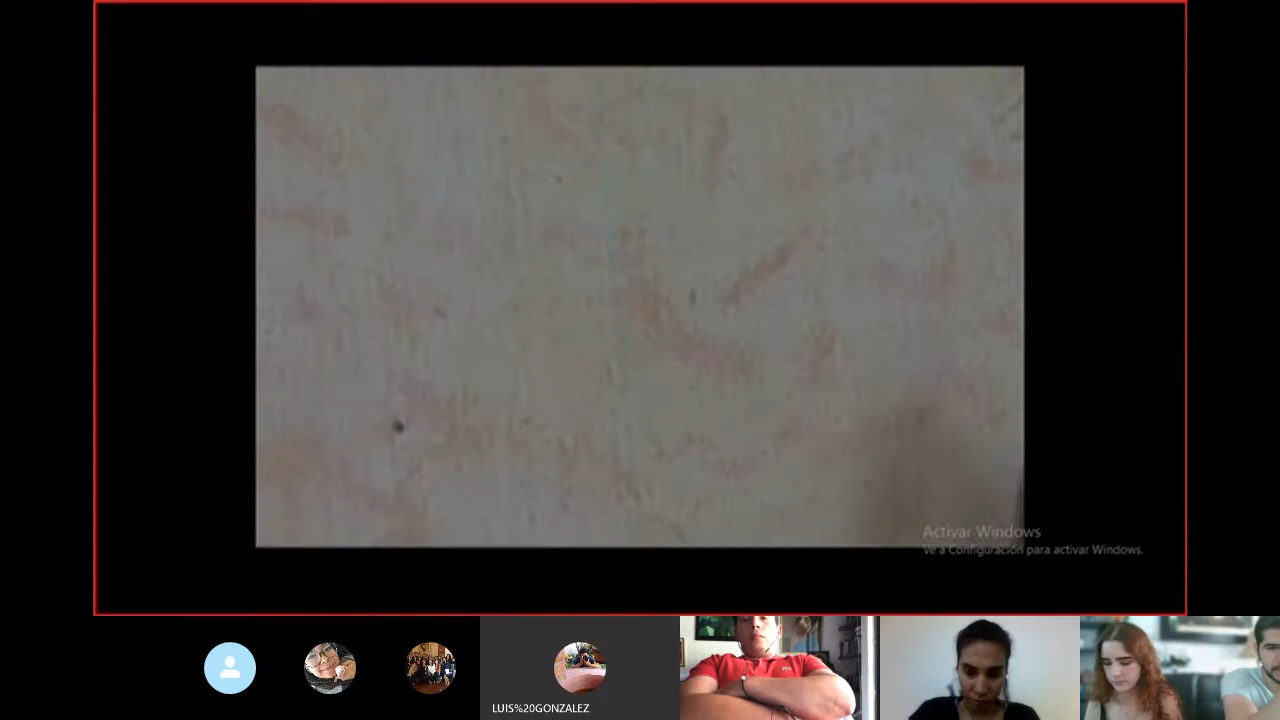 Activar Windows
Ve a Configuración para activar Windows.
LUIS%20GONZALEZ